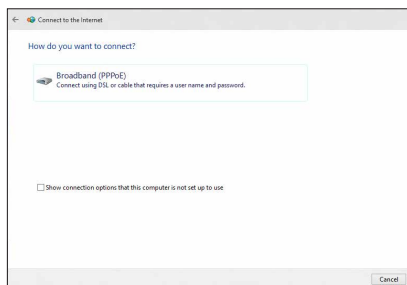 Connect to the Internet
How do you want to connect?
Broadband (PPPoE)
Connect using DSL or cable that requires a user name and password.
Show connection options that this computer is not set up to use
Cancel